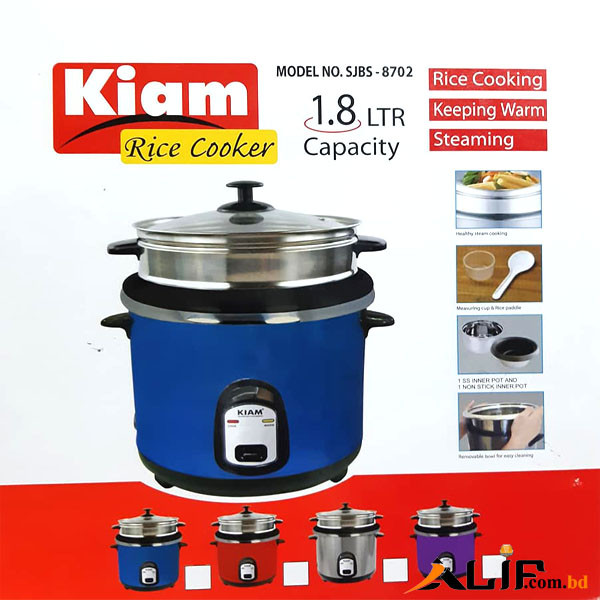 Kiam
Rice Cooker
MODEL NO. SJBS - 8702
1.8 LTR
Capacity
Rice Cooking
Keeping Warm
Steaming
Healthy steam cooking
Measuring cup & Rice paddle
1 SS INNER POT AND
1 NON STICK INNER POT
Removable bowl for easy cleaning
KIAM
ALIF.com.bd